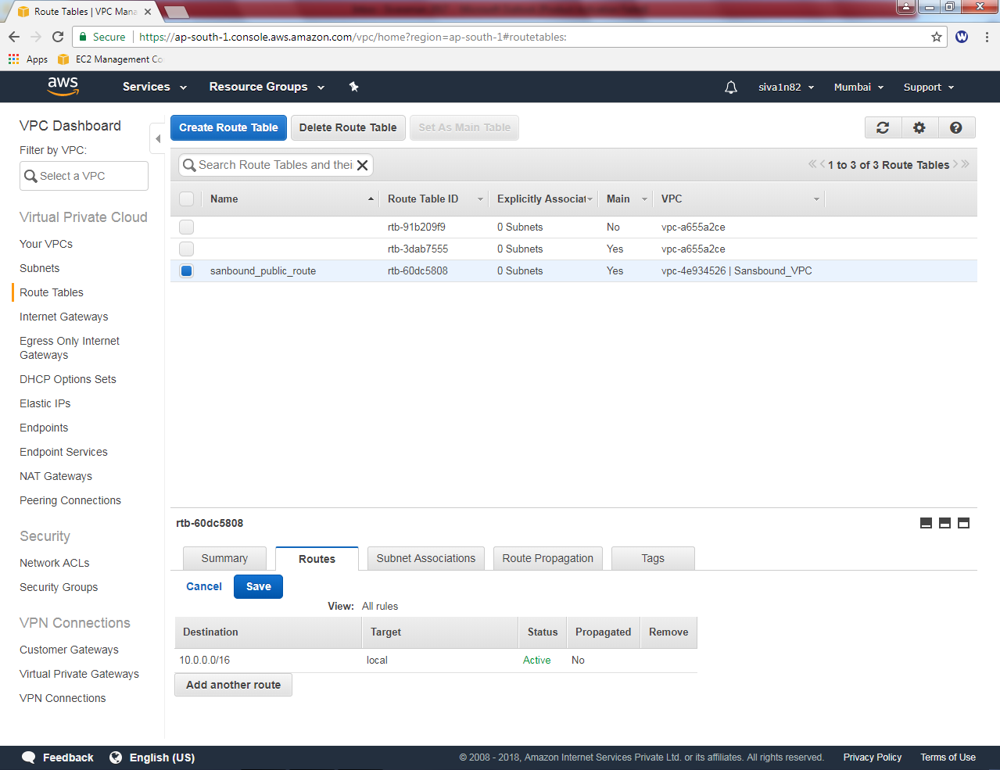 Route Tables | VPC Mana
Secure https://ap-south-1.console.aws.amazon.com/vpc/home?region=ap-south-1#routetables:
W
Apps EC2 Management Co
aws Services Resource Groups siva1n82 Mumbai Support
VPC Dashboard
Filter by VPC:
Select a VPC
Virtual Private Cloud
Your VPCs
Subnets
Route Tables
Internet Gateways
Egress Only Internet
Gateways
DHCP Options Sets
Elastic IPs
Endpoints
Endpoint Services
NAT Gateways
Peering Connections
Security
Network ACLs
Security Groups
VPN Connections
Customer Gateways
Virtual Private Gateways
VPN Connections
Create Route Table Delete Route Table Set As Main Table
Search Route Tables and thei 1 to 3 of 3 Route Tables
Name Route Table ID Explicitly Associat Main VPC
rtb-91b209f9 0 Subnets No vpc-a655a2ce
rtb-3dab7555 0 Subnets Yes vpc-a655a2ce
sanbound_public_route rtb-60dc5808 0 Subnets Yes vpc-4e934526 | Sansbound_VPC
rtb-60dc5808
Summary Routes Subnet Associations Route Propagation Tags
Cancel Save
View: All rules
Destination Target Status Propagated Remove
10.0.0.0/16 local Active No
Add another route
Feedback English (US) © 2008 - 2018, Amazon Internet Services Private Ltd. or its affiliates. All rights reserved. Privacy Policy Terms of Use